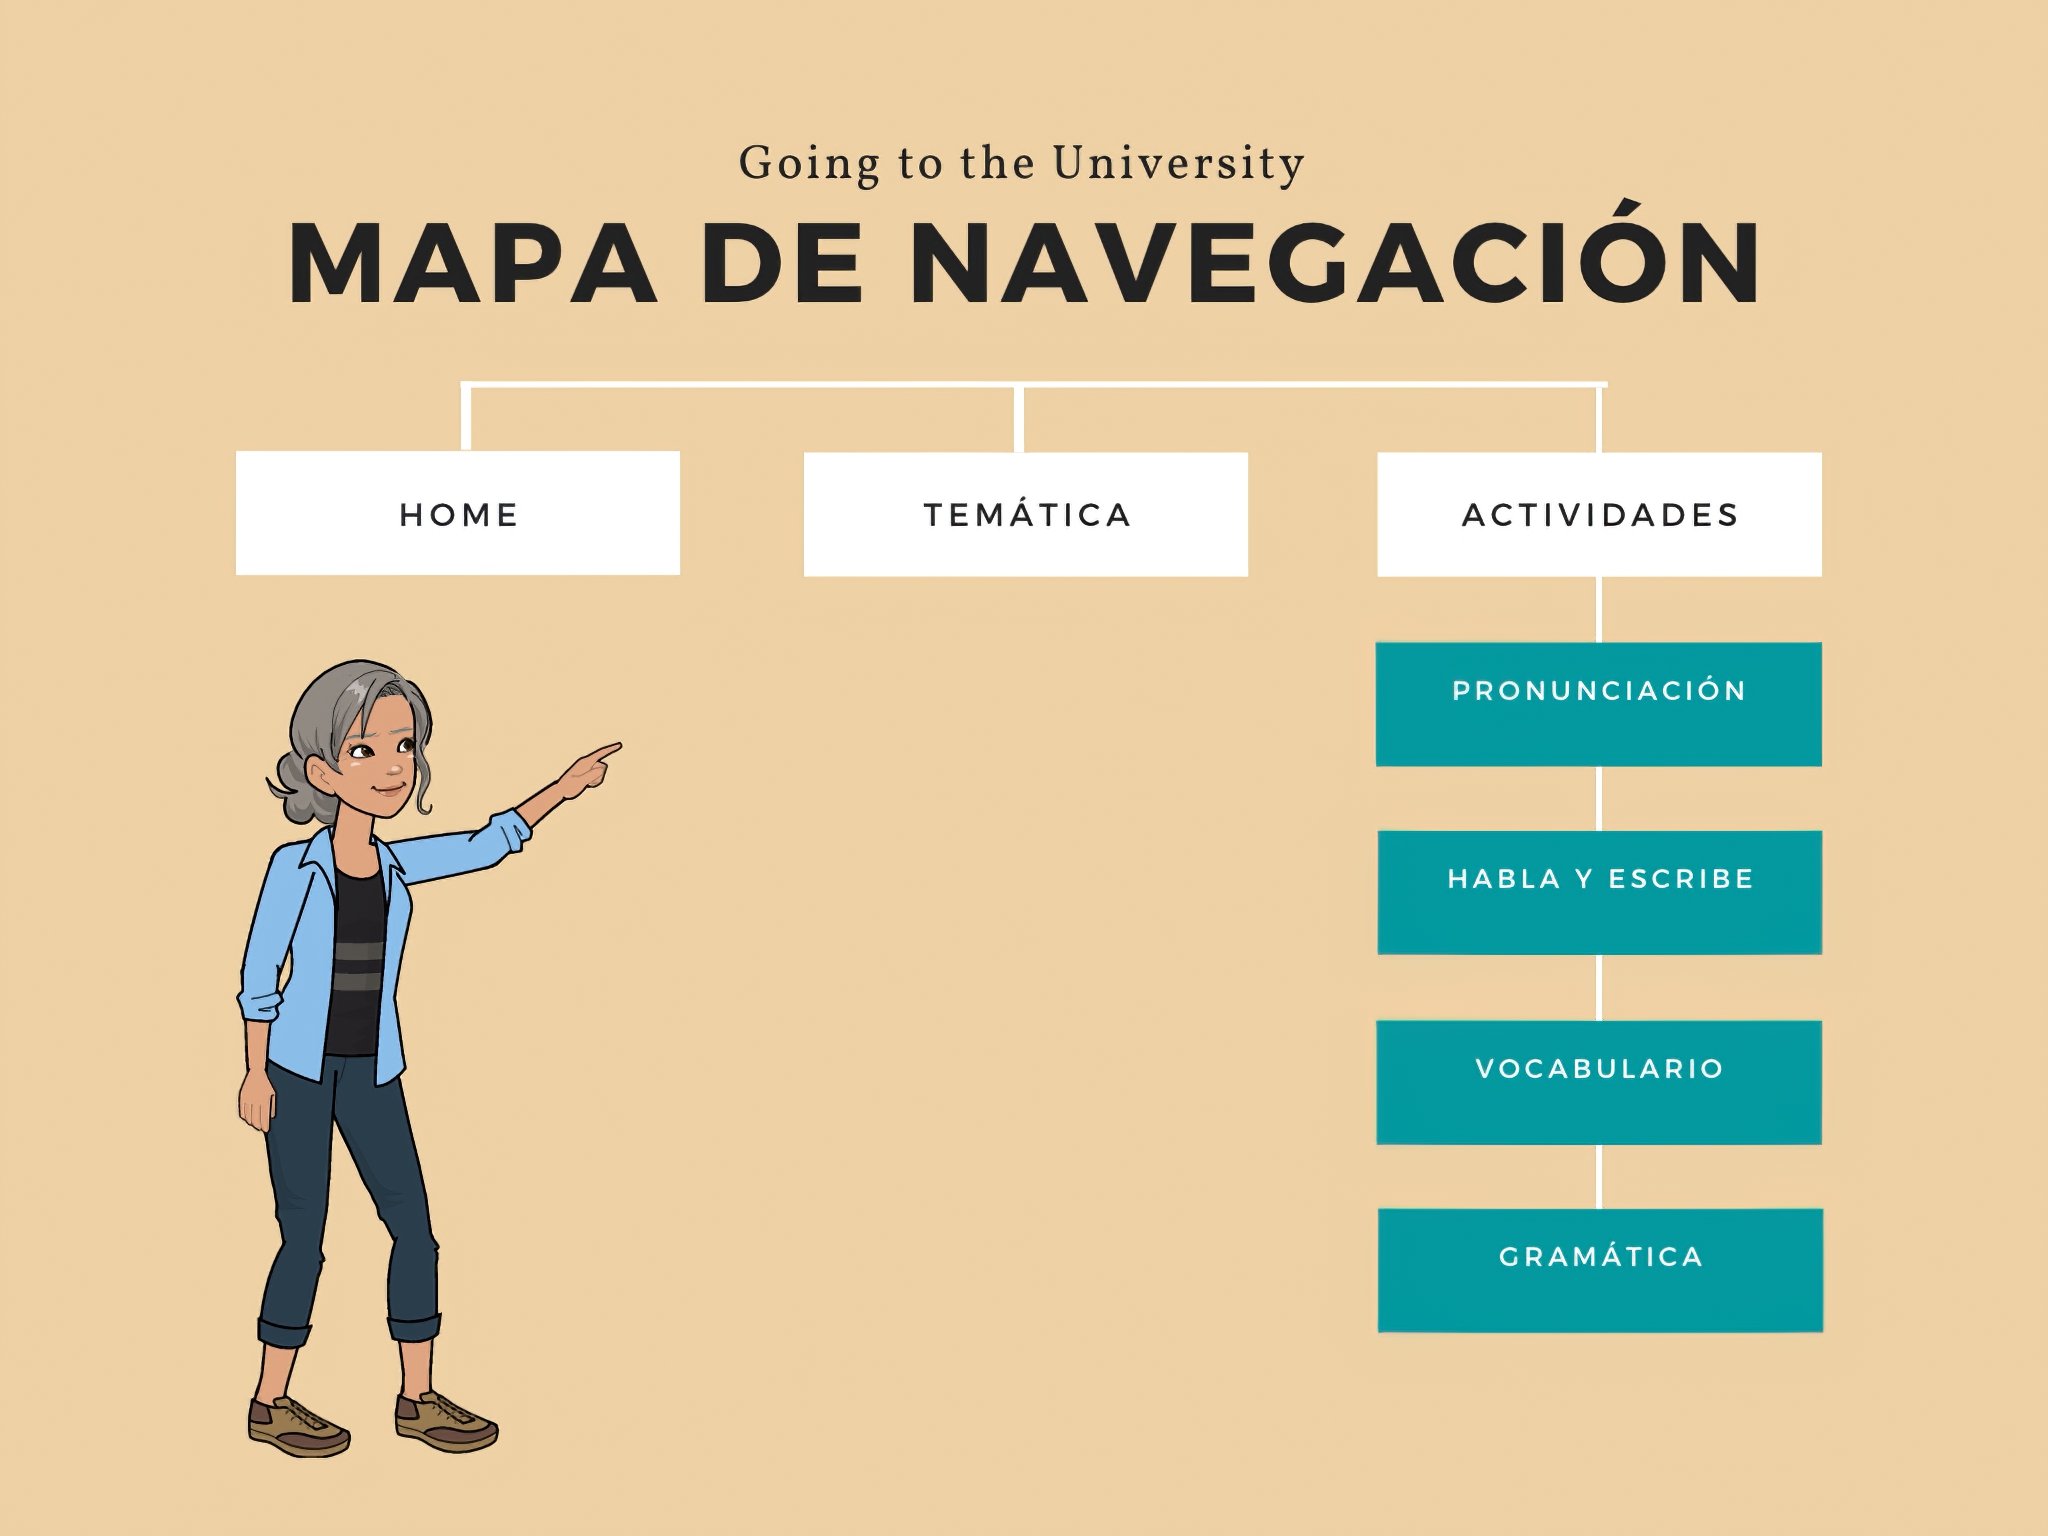 Going to the University
MAPA DE NAVEGACIÓN
HOME
TEMÁTICA
ACTIVIDADES
PRONUNCIACIÓN
HABLA Y ESCRIBE
VOCABULARIO
GRAMÁTICA